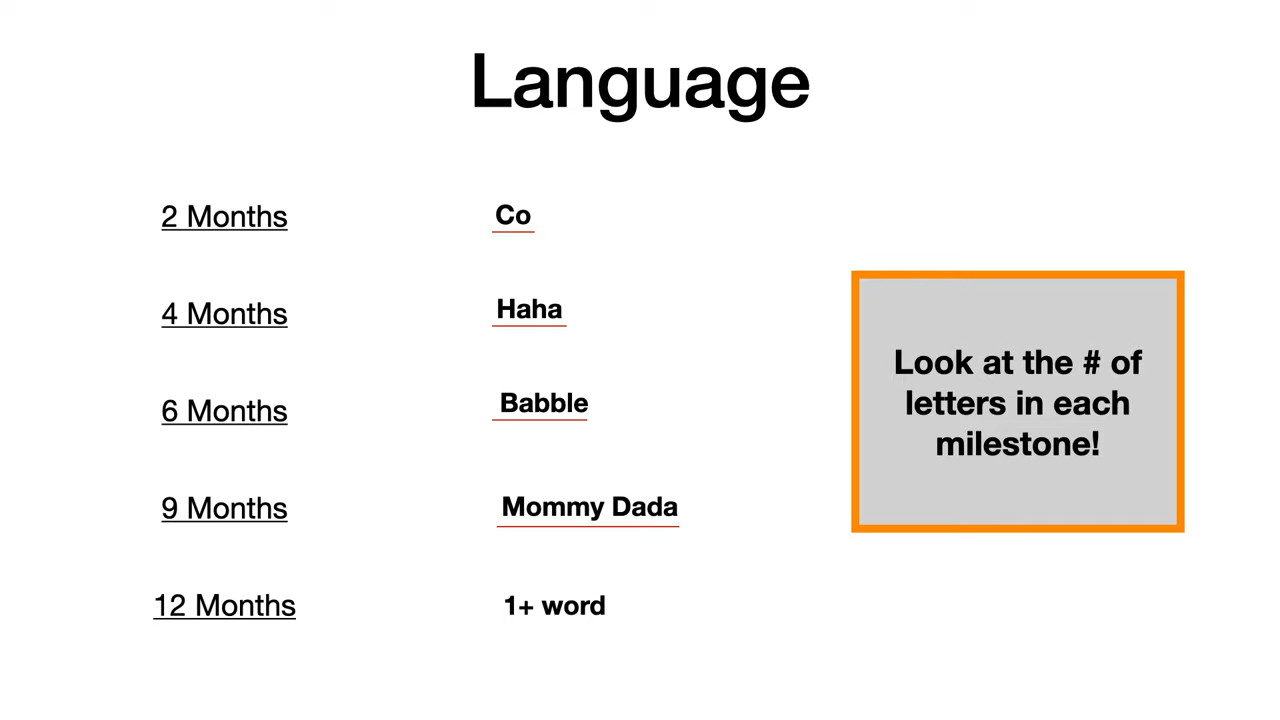 Language
2 Months
Co
4 Months
Haha
6 Months
Babble
9 Months
Mommy Dada
12 Months
1+ word
Look at the # of
letters in each
milestone!